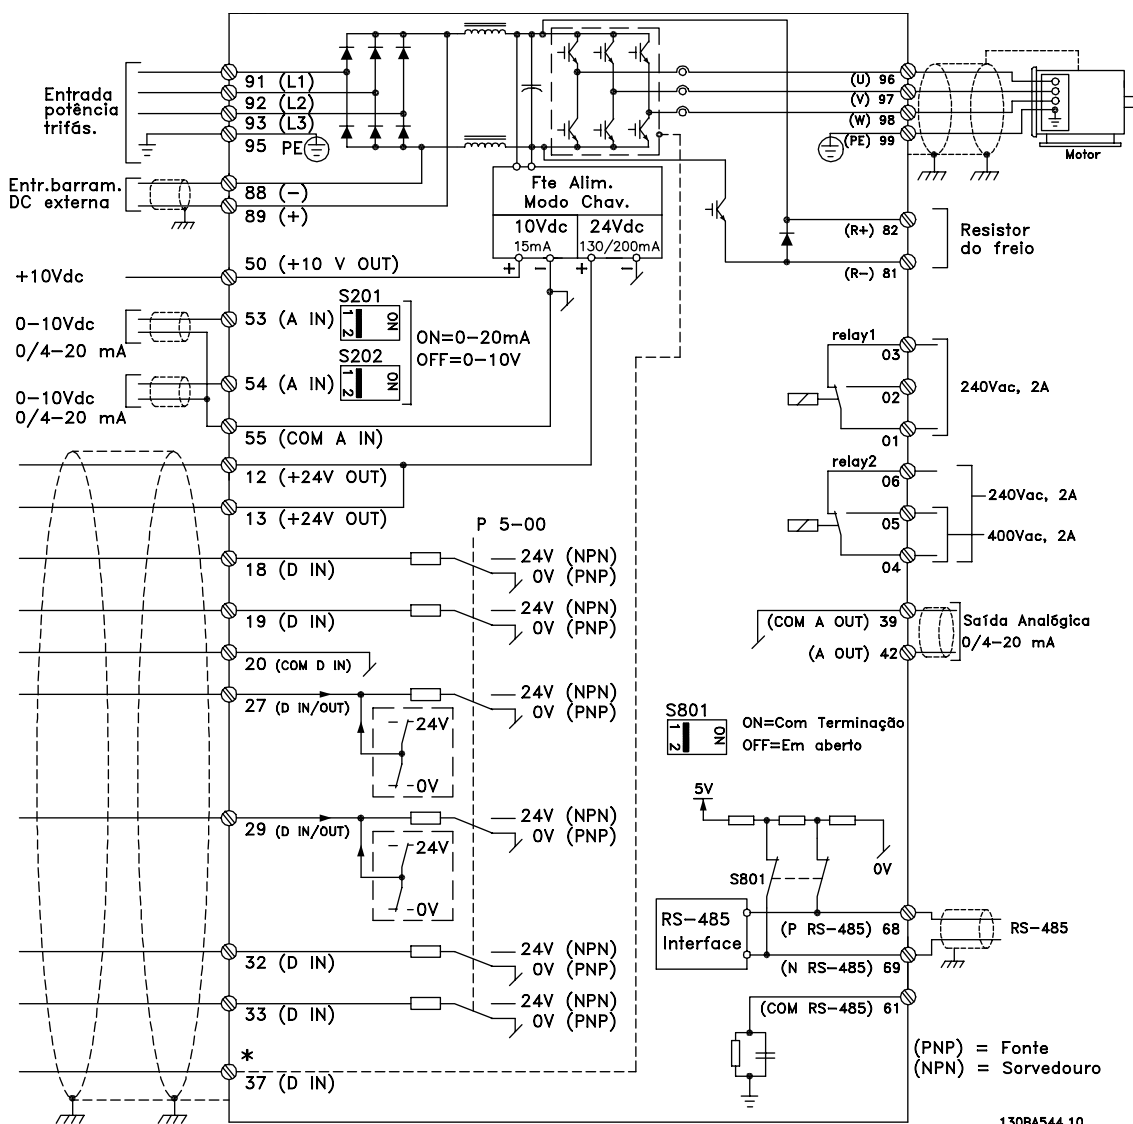 Entrada
potência
trifás.
91 (L1)
92 (L2)
93 (L3)
95 PE
Entr.barram.
DC externa
88 (−)
89 (+)
+10Vdc
50 (+10 V OUT)
0−10Vdc
0/4−20 mA
53 (A IN)
S201
1 2
ON
ON=0−20mA
OFF=0−10V
S202
1 2
ON
0−10Vdc
0/4−20 mA
54 (A IN)
55 (COM A IN)
12 (+24V OUT)
13 (+24V OUT)
P 5-00
18 (D IN)
24V (NPN)
0V (PNP)
19 (D IN)
24V (NPN)
0V (PNP)
20 (COM D IN)
27 (D IN/OUT)
24V (NPN)
0V (PNP)
24V
0V
29 (D IN/OUT)
24V (NPN)
0V (PNP)
24V
0V
32 (D IN)
24V (NPN)
0V (PNP)
33 (D IN)
24V (NPN)
0V (PNP)
*
37 (D IN)
Fte Alim.
Modo Chav.
10Vdc
15mA
24Vdc
130/200mA
+ − + −
(U) 96
(V) 97
(W) 98
(PE) 99
Motor
(R+) 82
Resistor
do freio
(R−) 81
relay1
03
02
01
240Vac, 2A
relay2
06
05
04
240Vac, 2A
400Vac, 2A
(COM A OUT) 39
(A OUT) 42
Saída Analógica
0/4−20 mA
S801
1 2
ON
ON=Com Terminação
OFF=Em aberto
5V
0V
S801
RS−485
Interface
(P RS−485) 68
(N RS−485) 69
RS−485
(COM RS−485) 61
(PNP) = Fonte
(NPN) = Sorvedouro
130BA544.10